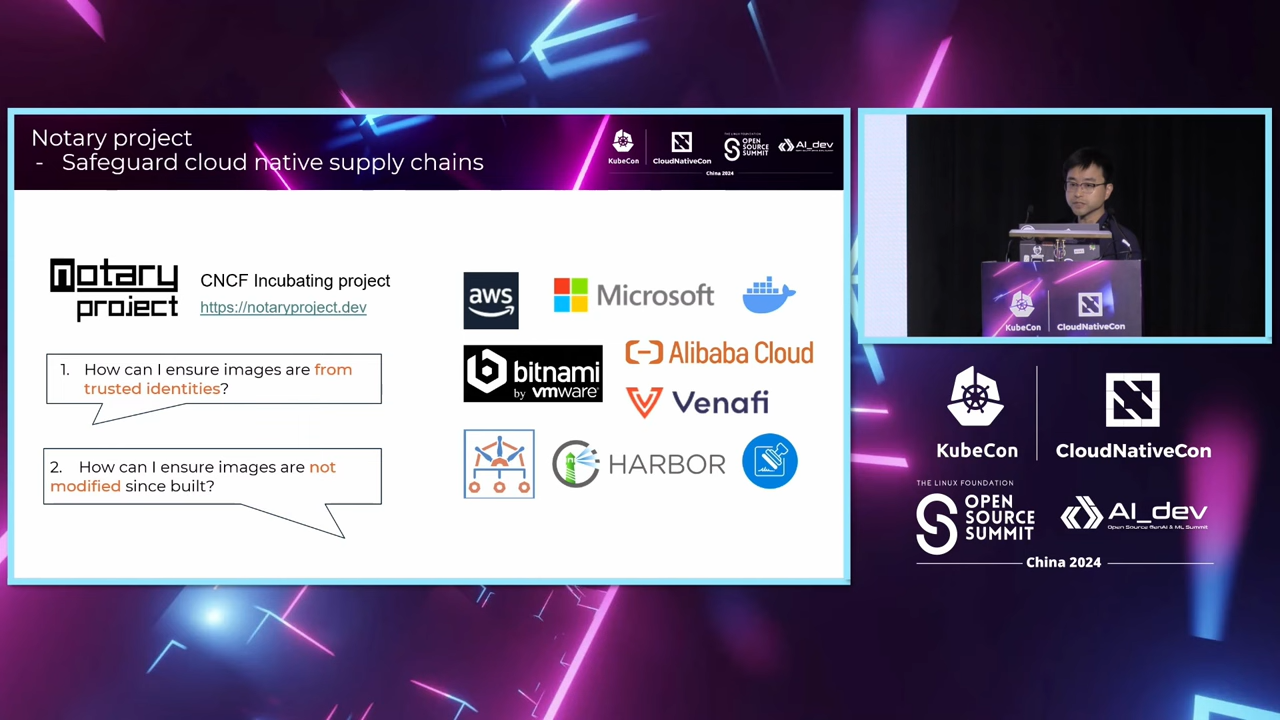 Notary project
- Safeguard cloud native supply chains
KubeCon
CloudNativeCon
THE LINUX FOUNDATION
OPEN
SOURCE
SUMMIT
AI_dev
China 2024
notary
project
CNCF Incubating project
https://notaryproject.dev
1. How can I ensure images are from
trusted identities?
2. How can I ensure images are not
modified since built?
aws
Microsoft
bitnami
by vmware
Alibaba Cloud
Venafi
HARBOR
KubeCon
CloudNativeCon
KubeCon
CloudNativeCon
THE LINUX FOUNDATION
OPEN
SOURCE
SUMMIT
AI_dev
Open Source GenAI & ML Summit
China 2024